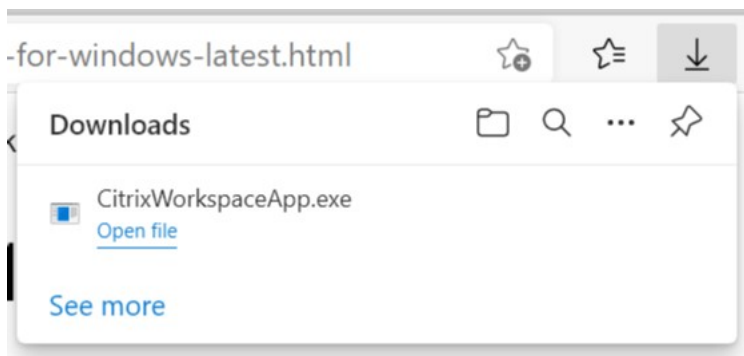 -for-windows-latest.html
Downloads
CitrixWorkspaceApp.exe
Open file
See more